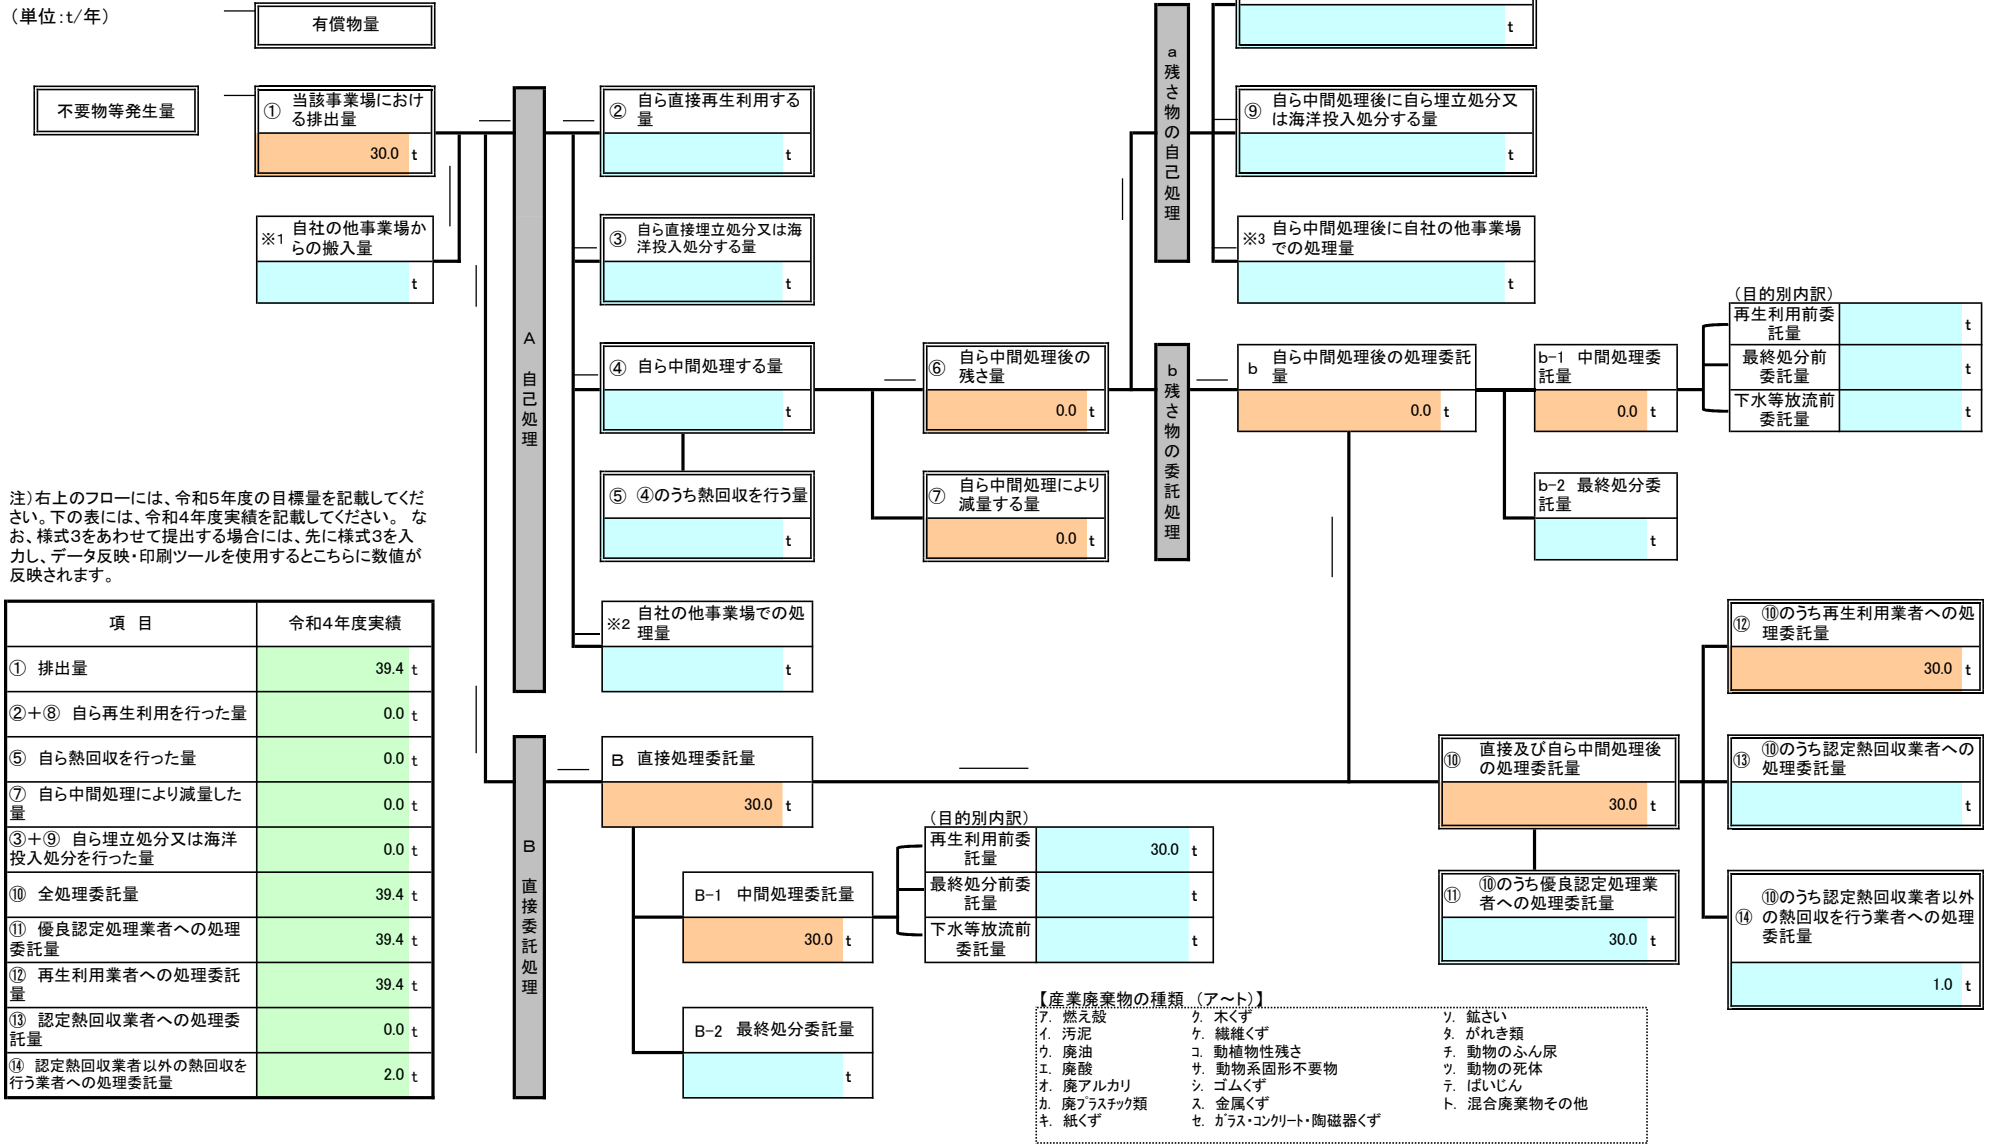 （単位:t/年）
有償物量
t
不要物等発生量
① 当該事業場におけ
る排出量
30.0 t
※1 自社の他事業場か
らの搬入量
t
A 自己処理
② 自ら直接再生利用する
量
t
③ 自ら直接埋立処分又は海
洋投入処分する量
t
④ 自ら中間処理する量
t
⑤ ④のうち熱回収を行う量
t
※2 自社の他事業場での処
理量
t
⑥ 自ら中間処理後の
残さ量
0.0 t
⑦ 自ら中間処理により
減量する量
0.0 t
a 残さ物の自己処理
⑨ 自ら中間処理後に自ら埋立処分又
は海洋投入処分する量
t
※3 自ら中間処理後に自社の他事業場
での処理量
t
b 残さ物の委託処理
b 自ら中間処理後の処理委託
量
0.0 t
b-1 中間処理委
託量
0.0 t
（目的別内訳）
再生利用前委
託量
t
最終処分前
委託量
t
下水等放流前
委託量
t
b-2 最終処分委
託量
t
注）右上のフローには、令和５年度の目標量を記載してくだ
さい。下の表には、令和４年度実績を記載してください。 な
お、様式３をあわせて提出する場合には、先に様式３を入
力し、データ反映・印刷ツールを使用するとこちらに数値が
反映されます。
項 目 令和４年度実績
① 排出量 39.4 t
②＋⑧ 自ら再生利用を行った量 0.0 t
⑤ 自ら熱回収を行った量 0.0 t
⑦ 自ら中間処理により減量した
量 0.0 t
③＋⑨ 自ら埋立処分又は海洋
投入処分を行った量 0.0 t
⑩ 全処理委託量 39.4 t
⑪ 優良認定処理業者への処理
委託量 39.4 t
⑫ 再生利用業者への処理委託
量 39.4 t
⑬ 認定熱回収業者への処理委
託量 0.0 t
⑭ 認定熱回収業者以外の熱回収を
行う業者への処理委託量 2.0 t
B 直接委託処理
B 直接処理委託量
30.0 t
B-1 中間処理委託量
30.0 t
（目的別内訳）
再生利用前委
託量
30.0 t
最終処分前委
託量
t
下水等放流前
委託量
t
B-2 最終処分委託量
t
⑩ 直接及び自ら中間処理後
の処理委託量
30.0 t
⑪ ⑩のうち優良認定処理業
者への処理委託量
30.0 t
⑫ ⑩のうち再生利用業者への処
理委託量
30.0 t
⑬ ⑩のうち認定熱回収業者への
処理委託量
t
⑭ ⑩のうち認定熱回収業者以外
の熱回収を行う業者への処理
委託量
1.0 t
【産業廃棄物の種類 （ア～ト）】
ア. 燃え殻
イ. 汚泥
ウ. 廃油
エ. 廃酸
オ. 廃アルカリ
カ. 廃プラスチック類
キ. 紙くず
ク. 木くず
ケ. 繊維くず
コ. 動植物性残さ
サ. 動物系固形不要物
シ. ゴムくず
ス. 金属くず
セ. ガラス・コンクリート・陶磁器くず
ソ. 鉱さい
タ. がれき類
チ. 動物のふん尿
ツ. 動物の死体
テ. ばいじん
ト. 混合廃棄物その他